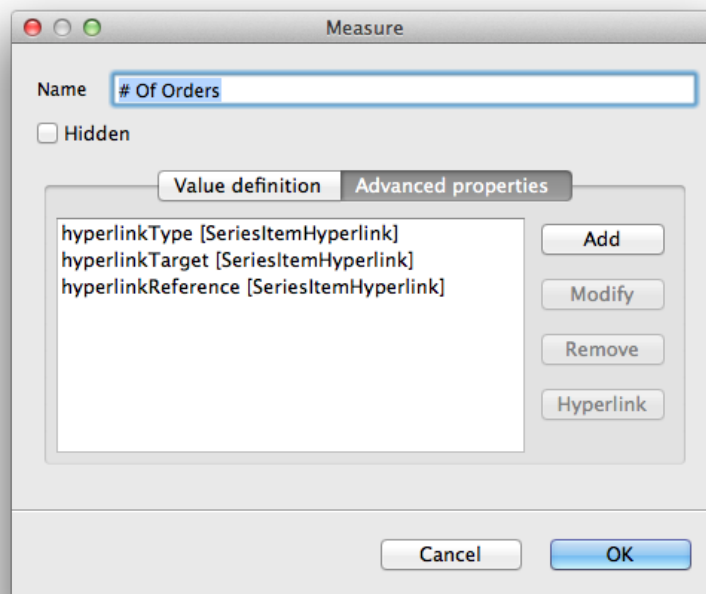 Measure
Name # Of Orders
Hidden
Value definition Advanced properties
hyperlinkType [SeriesItemHyperlink]
hyperlinkTarget [SeriesItemHyperlink]
hyperlinkReference [SeriesItemHyperlink]
Add
Modify
Remove
Hyperlink
Cancel OK